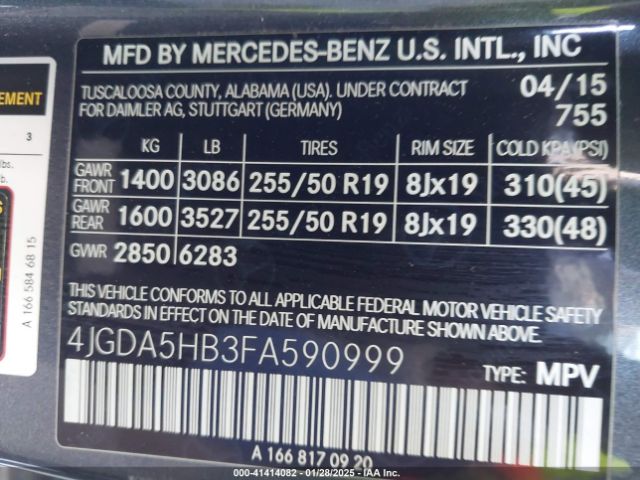 EMENT
3
lbs.
b.
A 166 584 68 15
MFD BY MERCEDES-BENZ U.S. INTL., INC
TUSCALOOSA COUNTY, ALABAMA (USA). UNDER CONTRACT 04/15
FOR DAIMLER AG, STUTTGART (GERMANY) 755
KG LB TIRES RIM SIZE COLD KPA(PSI)
GAWR FRONT 1400 3086 255/50 R19 8Jx19 310(45)
GAWR REAR 1600 3527 255/50 R19 8Jx19 330(48)
GVWR 2850 6283
THIS VEHICLE CONFORMS TO ALL APPLICABLE FEDERAL MOTOR VEHICLE SAFETY
STANDARDS IN EFFECT ON THE DATE OF MANUFACTURE SHOWN ABOVE.
4JGDA5HB3FA590999
TYPE: MPV
A 166 817 09 20
000-41414082 — 01/28/2025 — IAA Inc.